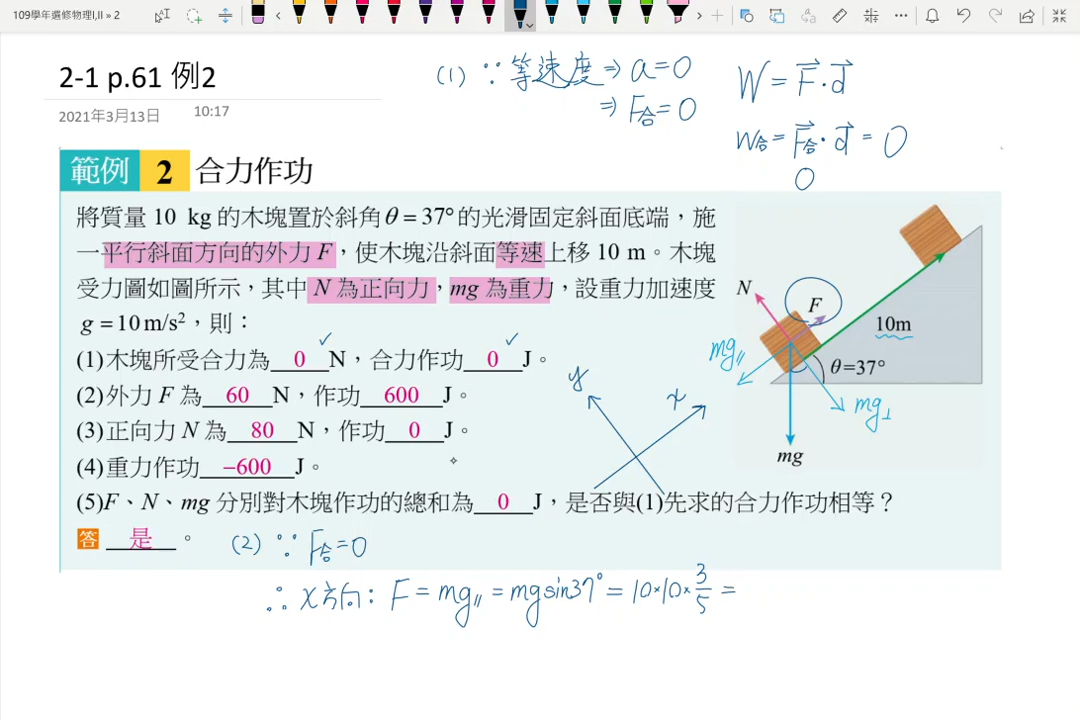 109學年選修物理I,II » 2
2-1 p.61 例2
2021年3月13日 10:17
(1) ∵等速度⇒ a=0
⇒ F合=0
W=F⃗·d⃗
W合=F⃗合·d⃗=0
0
範例 2 合力作功
將質量 10 kg 的木塊置於斜角 θ = 37° 的光滑固定斜面底端，施
一平行斜面方向的外力 F，使木塊沿斜面等速上移 10 m。木塊
受力圖如圖所示，其中 N 為正向力，mg 為重力，設重力加速度
g = 10 m/s²，則：
(1)木塊所受合力為 0 N，合力作功 0 J。
(2)外力 F 為 60 N，作功 600 J。
(3)正向力 N 為 80 N，作功 0 J。
(4)重力作功 −600 J。
(5)F、N、mg 分別對木塊作功的總和為 0 J，是否與(1)先求的合力作功相等？
答 是。
N
F
10m
θ=37°
mg
mg∥
mg⊥
y
x
(2) ∵ F合=0
∴ x方向: F=mg∥=mgsin37°=10×10×3/5=